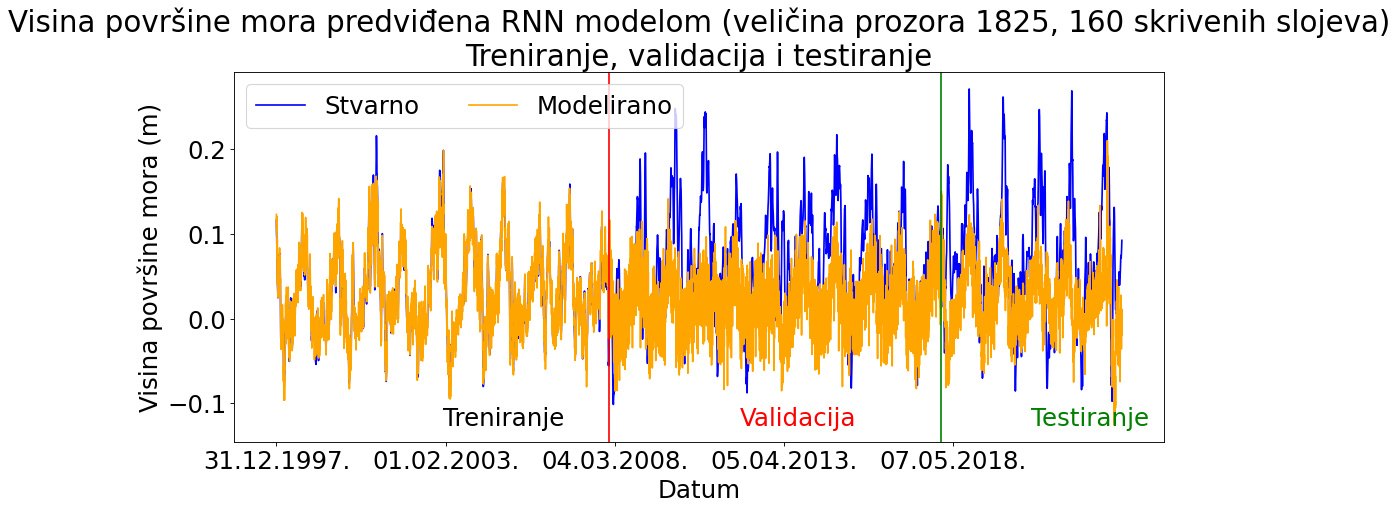 Visina površine mora predviđena RNN modelom (veličina prozora 1825, 160 skrivenih slojeva)
Treniranje, validacija i testiranje
Stvarno
Modelirano
Visina površine mora (m)
0.2
0.1
0.0
−0.1
Treniranje
Validacija
Testiranje
31.12.1997.
01.02.2003.
04.03.2008.
05.04.2013.
07.05.2018.
Datum